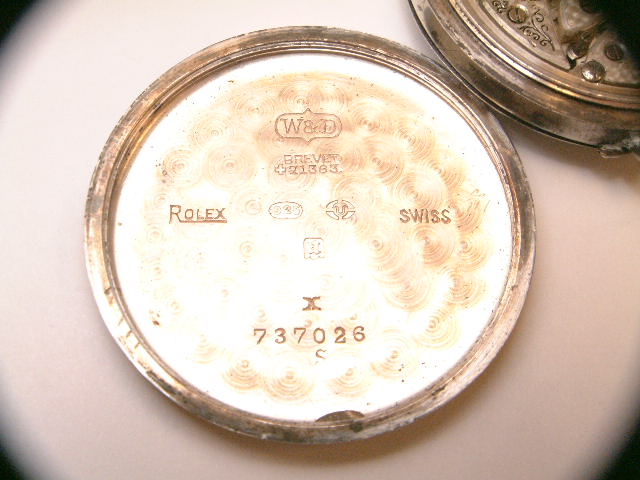 W&D
BREVET
+71363.
ROLEX 925 SWISS
X
737026
S